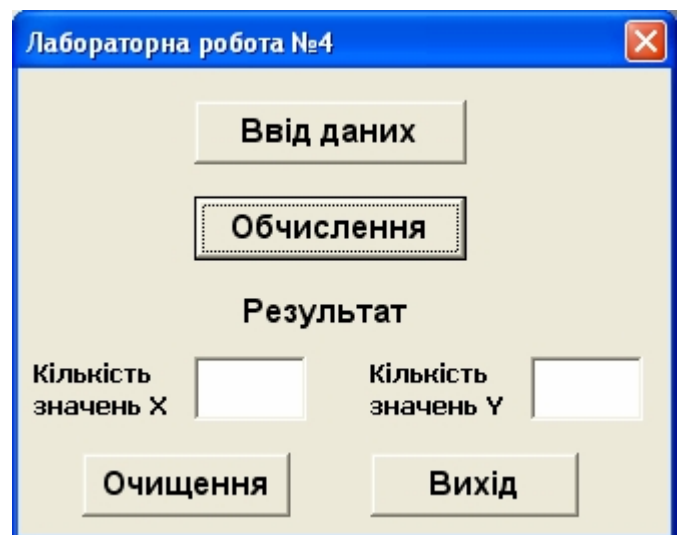 Лабораторна робота №4
Ввід даних
Обчислення
Результат
Кількість
значень X
Кількість
значень Y
Очищення
Вихід